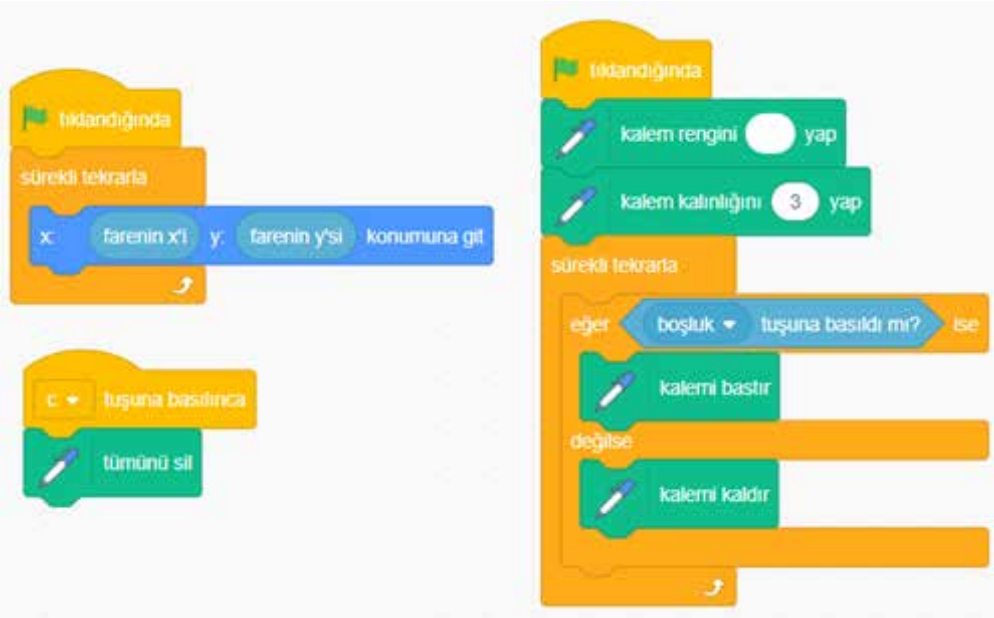 tıklandığında
sürekli tekrarla
x: farenin x'i y: farenin y'si konumuna git
c tuşuna basılınca
tümünü sil
tıklandığında
kalem rengini yap
kalem kalınlığını 3 yap
sürekli tekrarla
eğer boşluk tuşuna basıldı mı? ise
kalemi bastır
değilse
kalemi kaldır